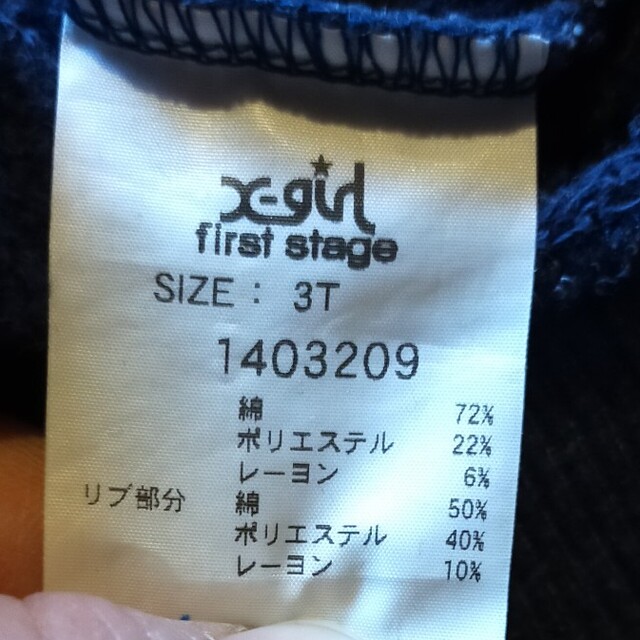 X-girl
first stage
SIZE : 3T
1403209
綿 72%
ポリエステル 22%
レーヨン 6%
リブ部分 綿 50%
ポリエステル 40%
レーヨン 10%